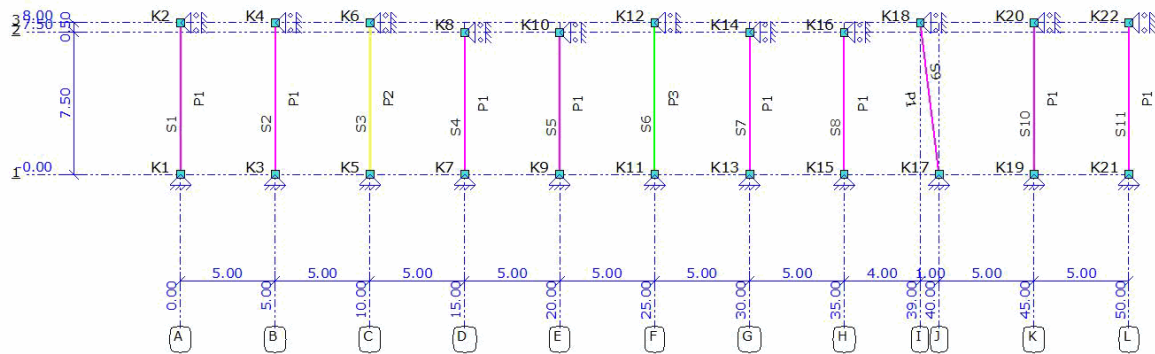 3 8.00 K2 K4 K6 K12 K18 K20 K22
2 7.50 0.50 K8 K10 K14 K16
7.50 S1 P1 S2 P1 S3 P2 S4 P1 S5 P1 S6 P3 S7 P1 S8 P1 P1 S9 S10 P1 S11 P1
1 0.00 K1 K3 K5 K7 K9 K11 K13 K15 K17 K19 K21
5.00 5.00 5.00 5.00 5.00 5.00 5.00 4.00 1.00 5.00 5.00
0.00 5.00 10.00 15.00 20.00 25.00 30.00 35.00 39.00 40.00 45.00 50.00
A B C D E F G H I J K L